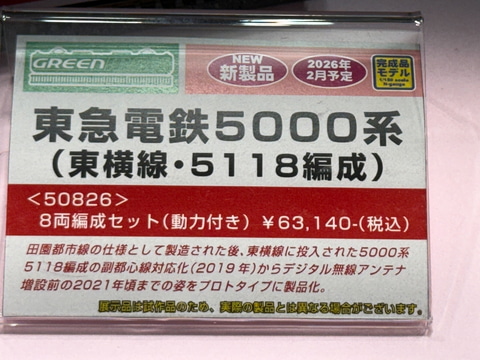 GREEN
NEW
新製品
2026年
2月予定
完成品
モデル
1/150 scale
N-gauge
東急電鉄5000系
(東横線・5118編成)
<50826>
8両編成セット(動力付き) ¥63,140-(税込)
田園都市線の仕様として製造された後、東横線に投入された5000系
5118編成の副都心線対応化(2019年)からデジタル無線アンテナ
増設前の2021年頃までの姿をプロトタイプに製品化。
展示品は試作品のため、実際の製品とは異なる場合がございます。